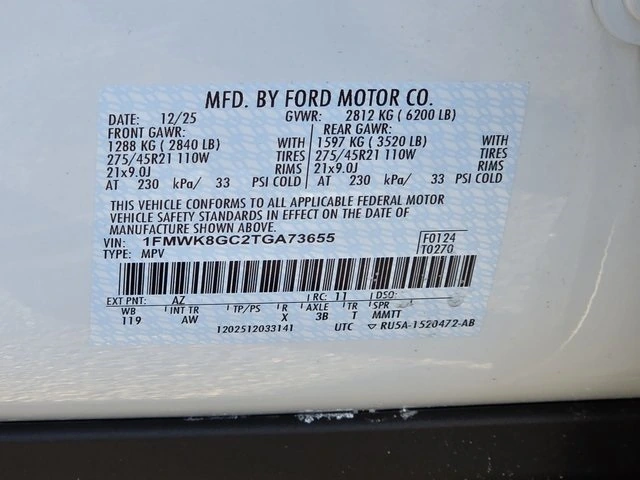 MFD. BY FORD MOTOR CO.
DATE: 12/25 GVWR: 2812 KG ( 6200 LB)
FRONT GAWR: REAR GAWR:
1288 KG ( 2840 LB) WITH 1597 KG ( 3520 LB) WITH
275/45R21 110W TIRES 275/45R21 110W TIRES
21x9.0J RIMS 21x9.0J RIMS
AT 230 kPa/ 33 PSI COLD AT 230 kPa/ 33 PSI COLD
THIS VEHICLE CONFORMS TO ALL APPLICABLE FEDERAL MOTOR
VEHICLE SAFETY STANDARDS IN EFFECT ON THE DATE OF
MANUFACTURE SHOWN ABOVE.
VIN: 1FMWK8GC2TGA73655 F0124
TYPE: MPV T0270
EXT PNT: AZ RC: 11 DSO:
WB INT TR TP/PS R AXLE TR SPR
119 AW X 3B T MMTT
1202512033141 UTC ▽ RU5A-1520472-AB